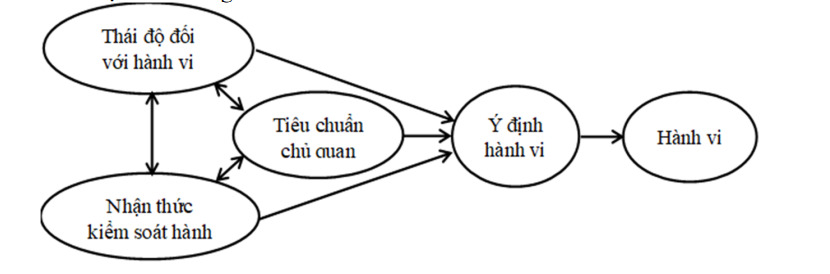 Thái độ đối
với hành vi
Tiêu chuẩn
chủ quan
Ý định
hành vi
Hành vi
Nhận thức
kiểm soát hành